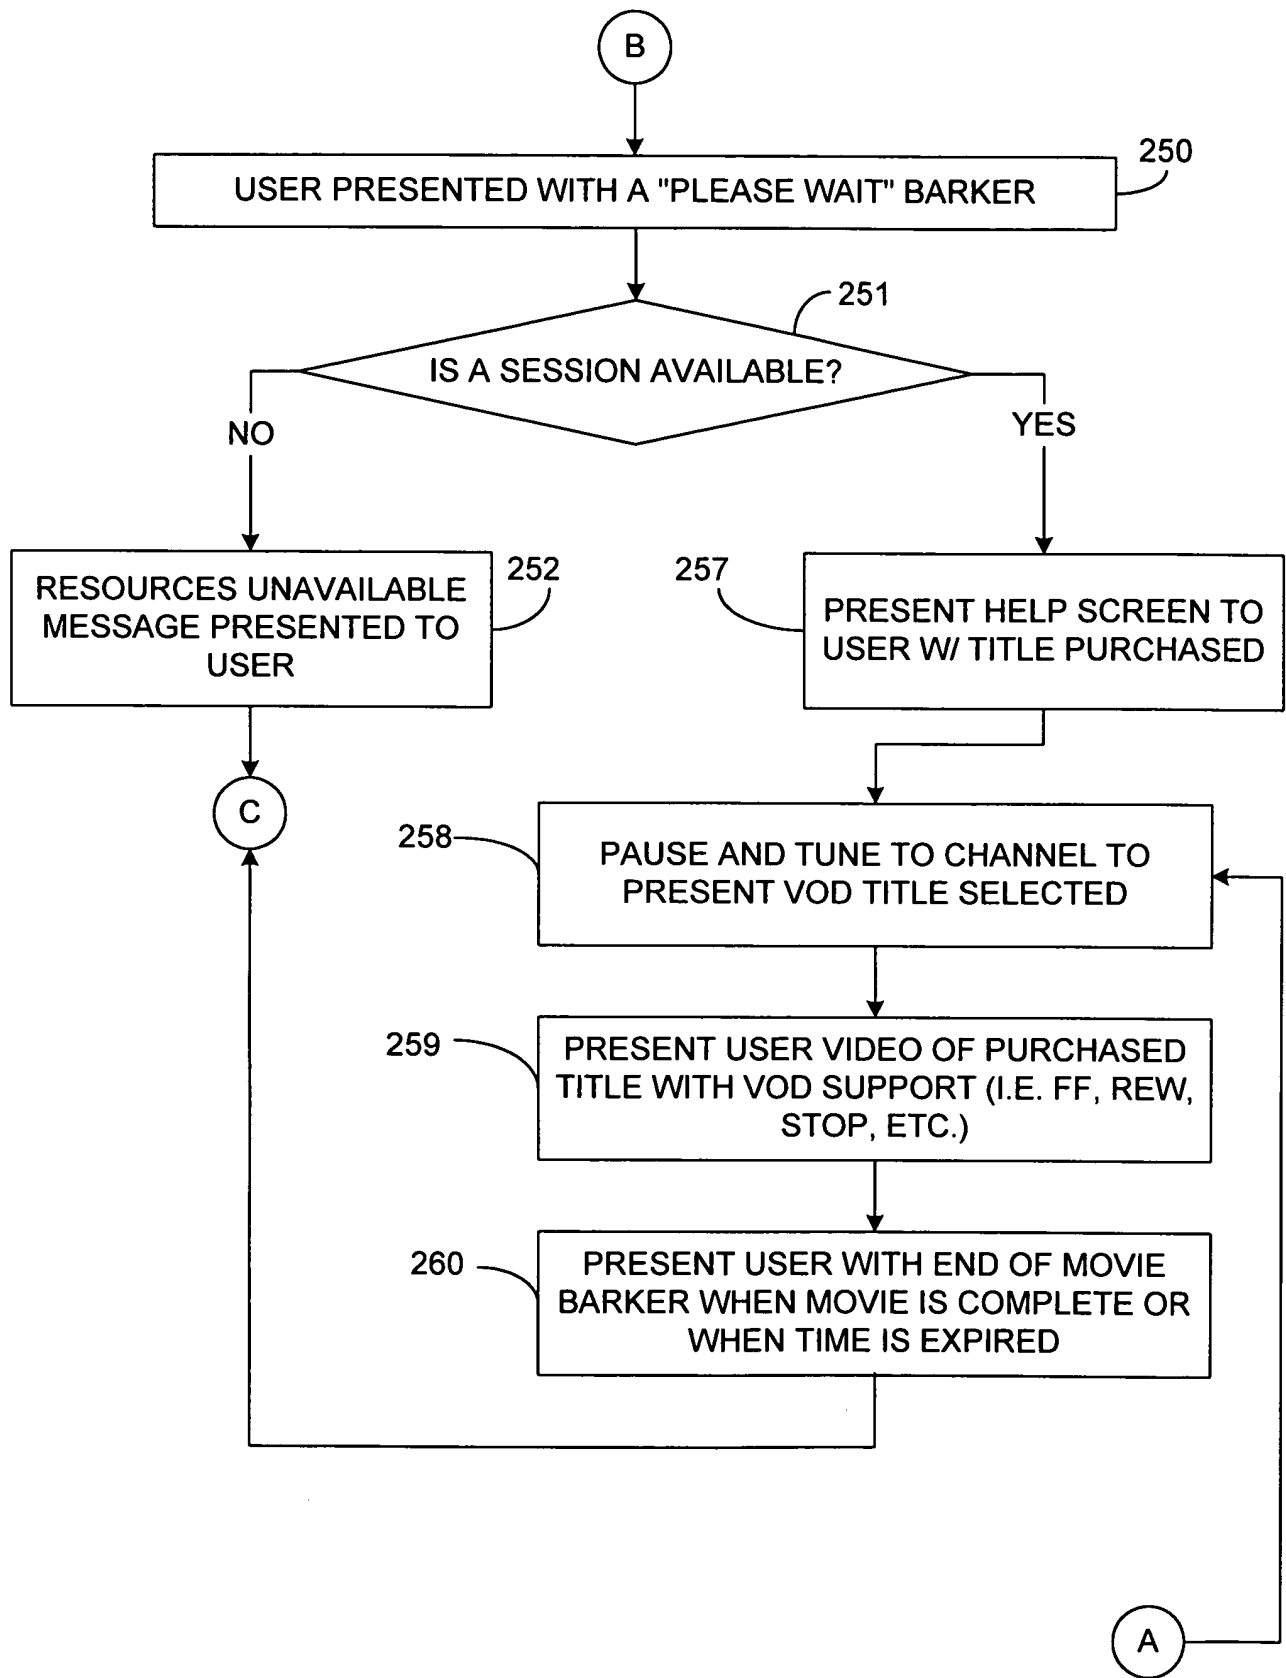 B
250
USER PRESENTED WITH A "PLEASE WAIT" BARKER
251
IS A SESSION AVAILABLE?
NO
YES
252
RESOURCES UNAVAILABLE
MESSAGE PRESENTED TO
USER
257
PRESENT HELP SCREEN TO
USER W/ TITLE PURCHASED
C
258
PAUSE AND TUNE TO CHANNEL TO
PRESENT VOD TITLE SELECTED
259
PRESENT USER VIDEO OF PURCHASED
TITLE WITH VOD SUPPORT (I.E. FF, REW,
STOP, ETC.)
260
PRESENT USER WITH END OF MOVIE
BARKER WHEN MOVIE IS COMPLETE OR
WHEN TIME IS EXPIRED
A